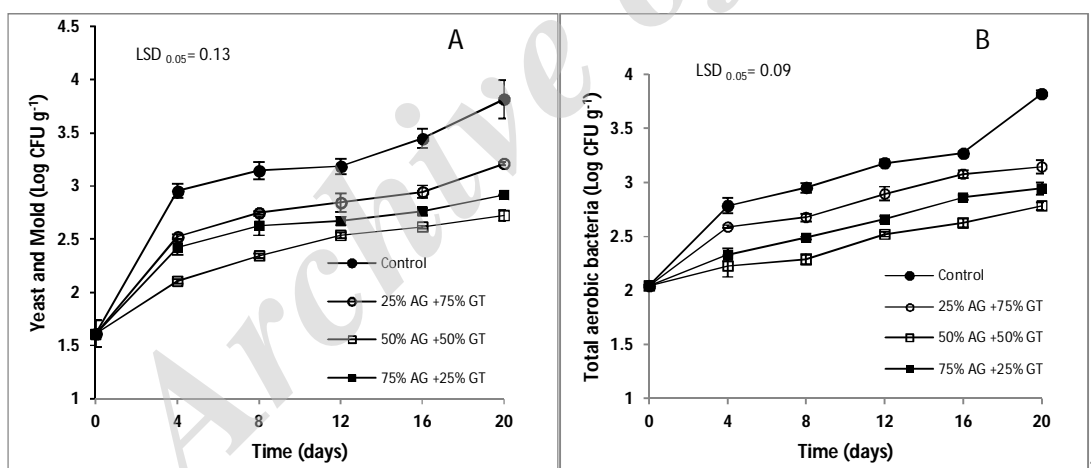 A
LSD 0.05= 0.13
Yeast and Mold (Log CFU g-1)
4.5
4
3.5
3
2.5
2
1.5
1
0
4
8
12
16
20
Time (days)
Control
25% AG +75% GT
50% AG +50% GT
75% AG +25% GT
B
LSD 0.05= 0.09
Total aerobic bacteria (Log CFU g-1)
4.5
4
3.5
3
2.5
2
1.5
1
0
4
8
12
16
20
Time (days)
Control
25% AG +75% GT
50% AG +50% GT
75% AG +25% GT
Archive